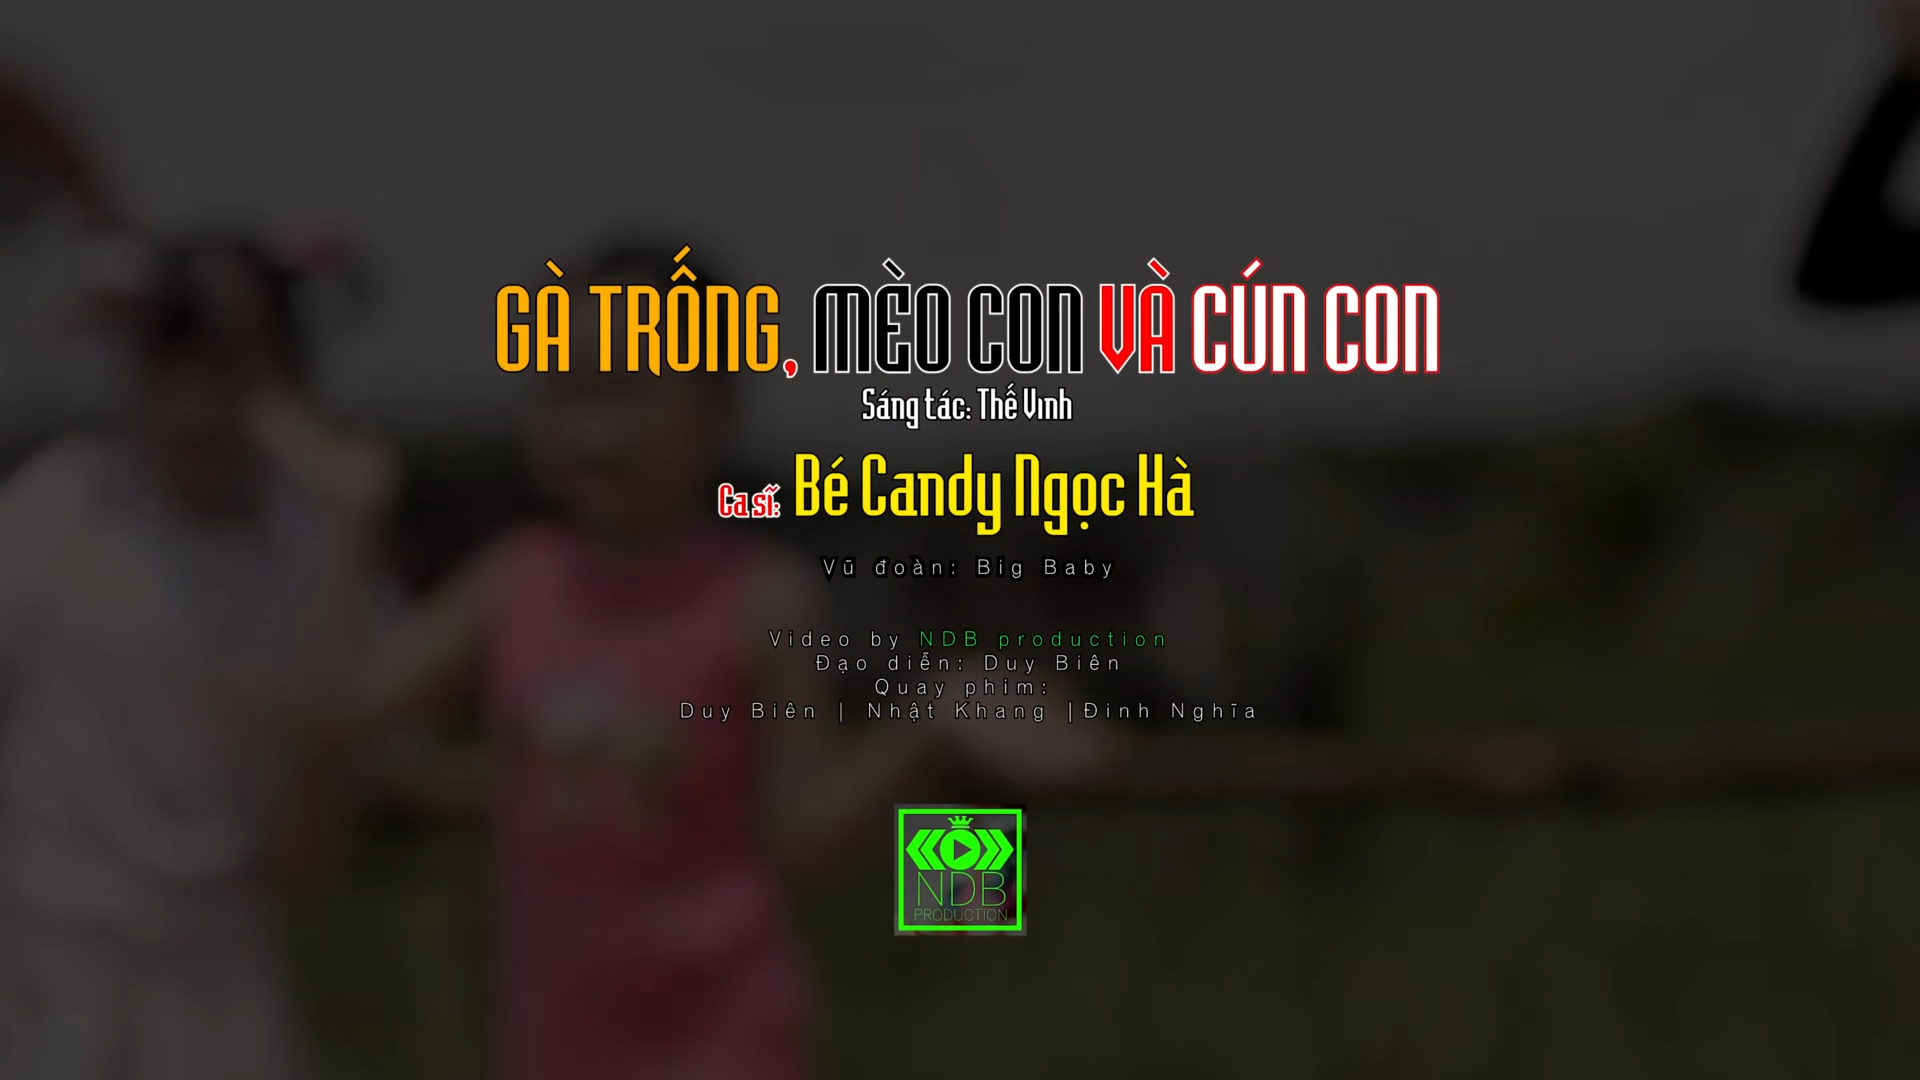 GÀ TRỐNG, MÈO CON VÀ CÚN CON
Sáng tác: Thế Vinh
Ca sĩ: Bé Candy Ngọc Hà
Vũ đoàn: Big Baby
Video by NDB production
Đạo diễn: Duy Biên
Quay phim:
Duy Biên | Nhật Khang |Đinh Nghĩa
NDB
PRODUCTION